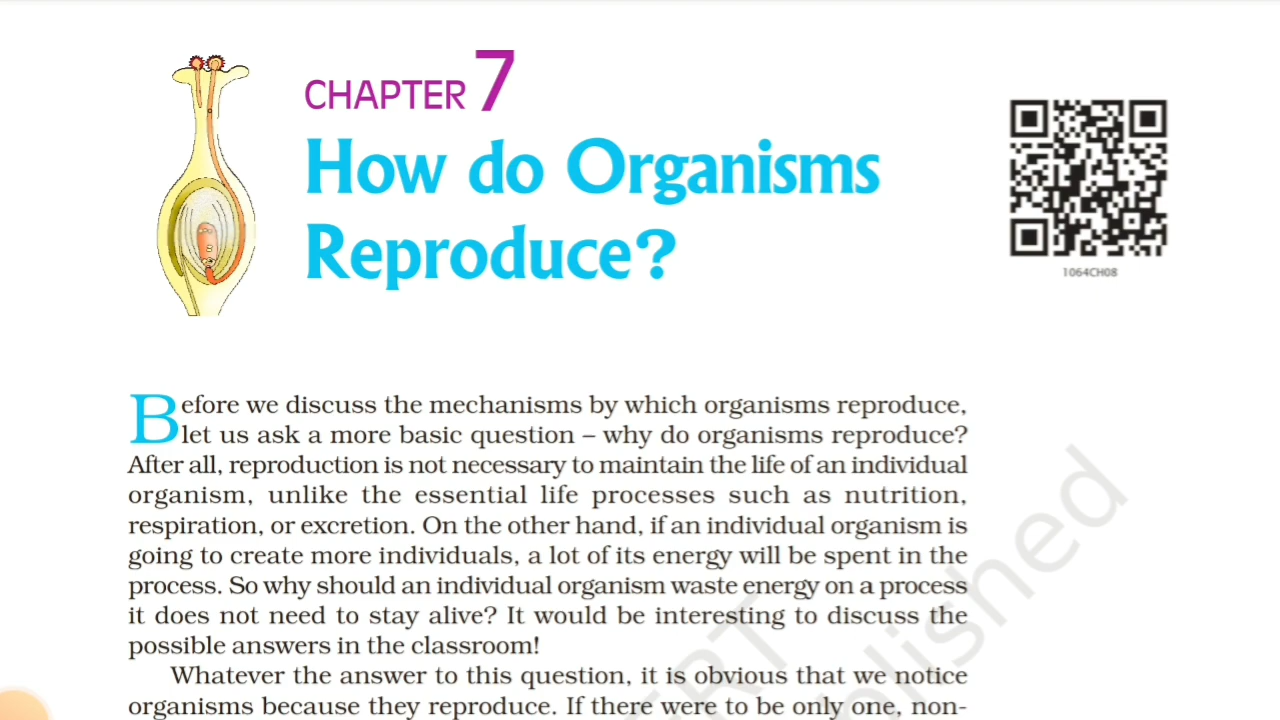 CHAPTER 7
How do Organisms
Reproduce?
1064CH08
Before we discuss the mechanisms by which organisms reproduce,
let us ask a more basic question – why do organisms reproduce?
After all, reproduction is not necessary to maintain the life of an individual
organism, unlike the essential life processes such as nutrition,
respiration, or excretion. On the other hand, if an individual organism is
going to create more individuals, a lot of its energy will be spent in the
process. So why should an individual organism waste energy on a process
it does not need to stay alive? It would be interesting to discuss the
possible answers in the classroom!
Whatever the answer to this question, it is obvious that we notice
organisms because they reproduce. If there were to be only one, non-